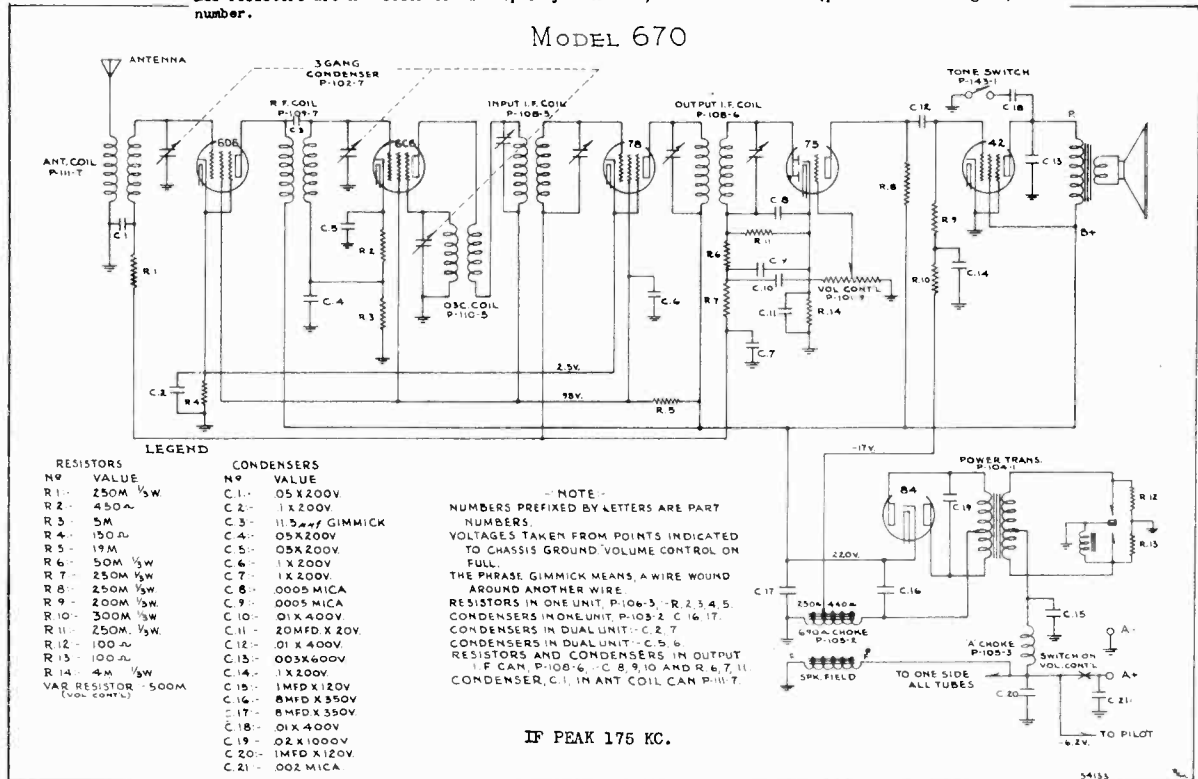 number.
MODEL 670
ANTENNA
3 GANG
CONDENSER
P-102-7
TONE SWITCH
P-143-1
R.F. COIL
P-109-7
C.3
INPUT I.F. COIL
P-108-5
OUTPUT I.F. COIL
P-108-6
C.12
C.18
6D6
6C6
78
75
42
P.
C.13
ANT. COIL
P-111-7
C.1
R.1
C.5
R.2
C.4
R.3
OSC. COIL
P-110-5
C.6
C.8
R.11
R.6
C.9
C.10
R.7
C.11
R.14
VOL. CONT'L
P-101-9
C.7
R.8
R.9
R.10
C.14
B+
C.2
R.4
2.5V.
98V.
R.5
-17V.
LEGEND
RESISTORS
Nº VALUE
R 1:- 250M ⅓W.
R 2 - 450 Ω
R 3 - 5M
R 4 - 150 Ω
R 5 - 19M
R 6:- 50M ⅓W
R 7 - 250M ⅓W.
R 8:- 250M ⅓W.
R 9 - 200M ⅓W.
R 10:- 300M ⅓W.
R 11:- 250M. ⅓W.
R 12 - 100 Ω
R 13 - 100 Ω
R 14:- 4M ⅓W
VAR RESISTOR - 500M
(VOL CONT'L)
CONDENSERS
Nº VALUE
C.1:- .05 X 200V.
C.2:- .1 X 200V.
C.3:- 11.5 µµf GIMMICK
C.4:- .05 X 200V
C.5:- .05 X 200V.
C.6:- .1 X 200V.
C.7:- .1 X 200V.
C 8:- .0005 MICA
C.9:- .0005 MICA
C.10:- .01 X 400V.
C.11 - 20MFD. X 20V.
C.12:- .01 X 400V.
C.13:- .003 X 600V
C.14:- .1 X 200V.
C 15:- 1MFD X 120V
C.16- 8MFD X 350V
C.17:- 8MFD X 350V.
C.18:- .01 X 400V
C.19 - .02 X 1000V
C 20:- 1MFD X 120V.
C.21:- .002 MICA
-NOTE:-
NUMBERS PREFIXED BY LETTERS ARE PART
NUMBERS.
VOLTAGES TAKEN FROM POINTS INDICATED
TO CHASSIS GROUND. VOLUME CONTROL ON
FULL.
THE PHRASE GIMMICK MEANS, A WIRE WOUND
AROUND ANOTHER WIRE.
RESISTORS IN ONE UNIT, P-106-3,- R.2,3,4,5.
CONDENSERS IN ONE UNIT, P-103-2 C.16,17.
CONDENSERS IN DUAL UNIT:- C.2,7
CONDENSERS IN DUAL UNIT:- C.5,6
RESISTORS AND CONDENSERS IN OUTPUT
I.F CAN, P-108-6,- C 8,9,10 AND R.6,7,11.
CONDENSER, C.1, IN ANT COIL CAN P-111-7.
IF PEAK 175 KC.
POWER TRANS.
P-104-1
84
C.19
R.12
R.13
220V.
C.17
C.16
250Ω 440Ω
690Ω CHOKE
P-105-2
SPK. FIELD
C.15
"A" CHOKE
P-105-3
A-
SWITCH ON
VOL. CONT'L
A+
TO ONE SIDE
ALL TUBES
C.20
C.21
-6.2V.
TO PILOT
54133